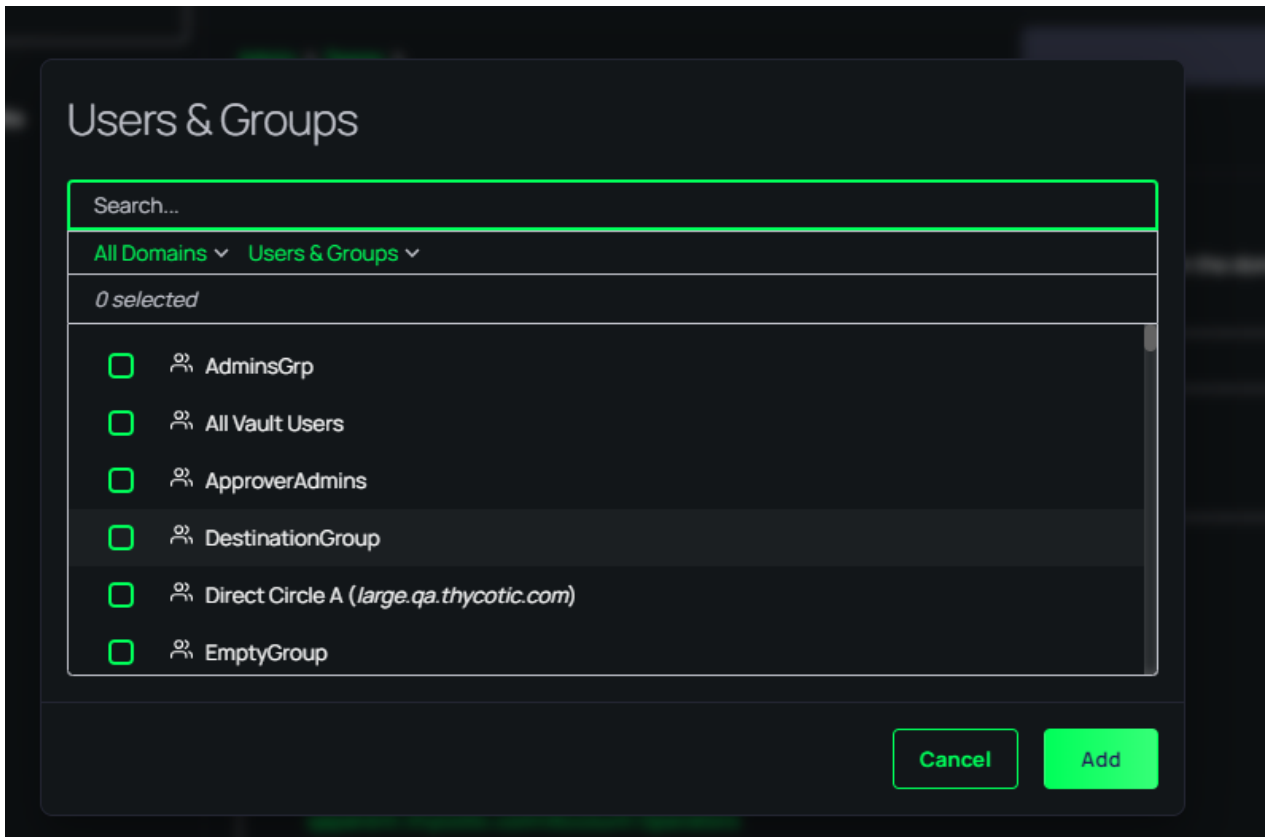 Users & Groups
Search...
All Domains Users & Groups
0 selected
AdminsGrp
All Vault Users
ApproverAdmins
DestinationGroup
Direct Circle A (large.qa.thycotic.com)
EmptyGroup
Cancel Add